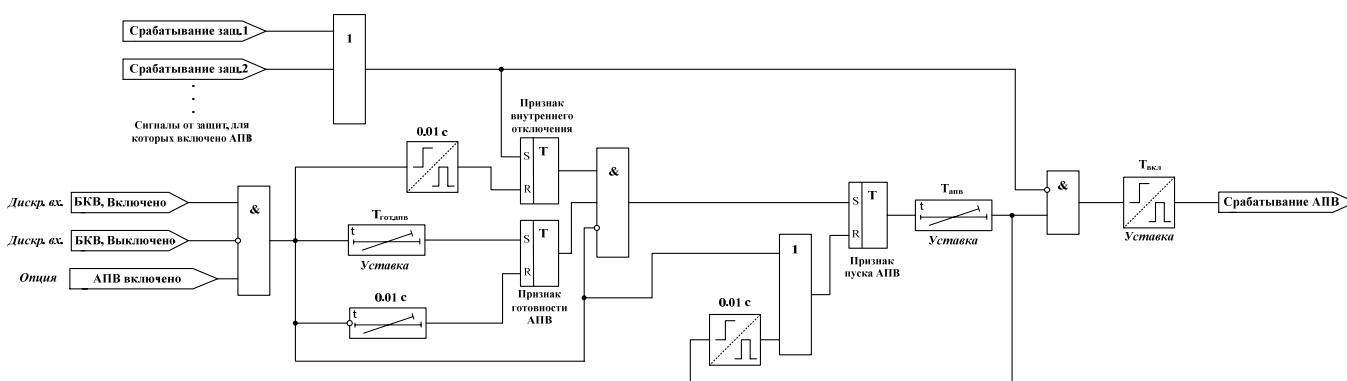 Срабатывание защ.1
1
Срабатывание защ.2
Сигналы от защит, для
которых включено АПВ
Признак
внутреннего
отключения
0.01 с
S
T
R
&
Дискр. вх.
БКВ, Включено
&
Дискр. вх.
БКВ, Выключено
Опция
АПВ включено
Tгот.апв
t
Уставка
S
T
R
Признак
готовности
АПВ
0.01 с
t
1
0.01 с
S
T
R
Признак
пуска АПВ
Tапв
t
Уставка
&
Tвкл
Уставка
Срабатывание АПВ